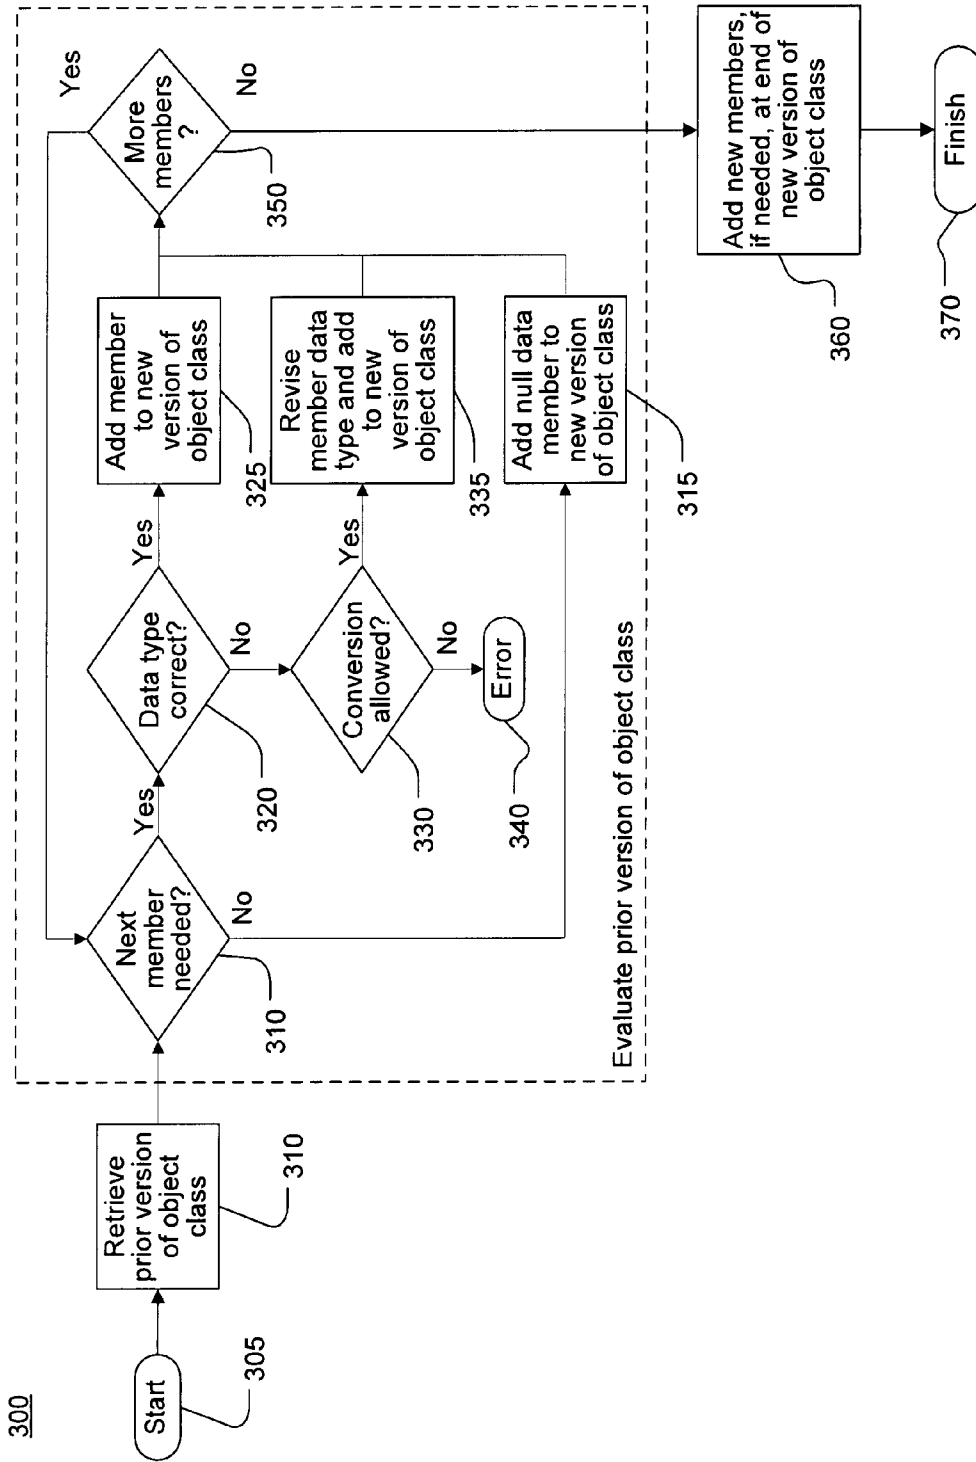 300
Start
305
Retrieve
prior version
of object
class
310
Next
member
needed?
310
Yes
No
Data type
correct?
320
Yes
No
Add member
to new
version of
object class
325
Conversion
allowed?
330
Yes
No
Revise
member data
type and add
to new
version of
object class
335
Error
340
Add null data
member to
new version
of object class
315
More
members
?
350
Yes
No
Evaluate prior version of object class
Add new members,
if needed, at end of
new version of
object class
360
Finish
370